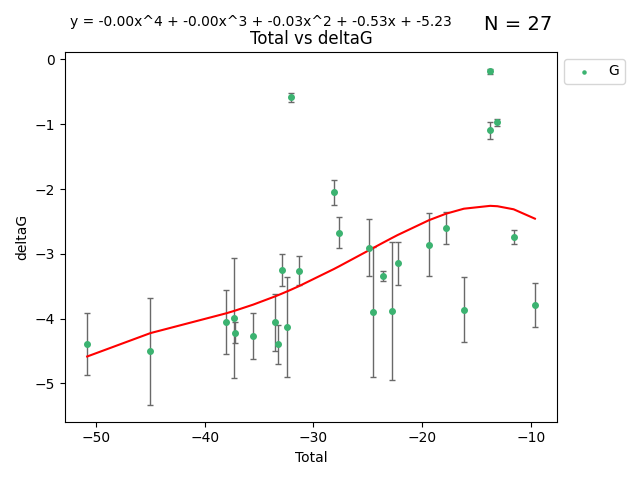 y = -0.00x^4 + -0.00x^3 + -0.03x^2 + -0.53x + -5.23
N = 27
Total vs deltaG
G
deltaG
0
−1
−2
−3
−4
−5
−50
−40
−30
−20
−10
Total